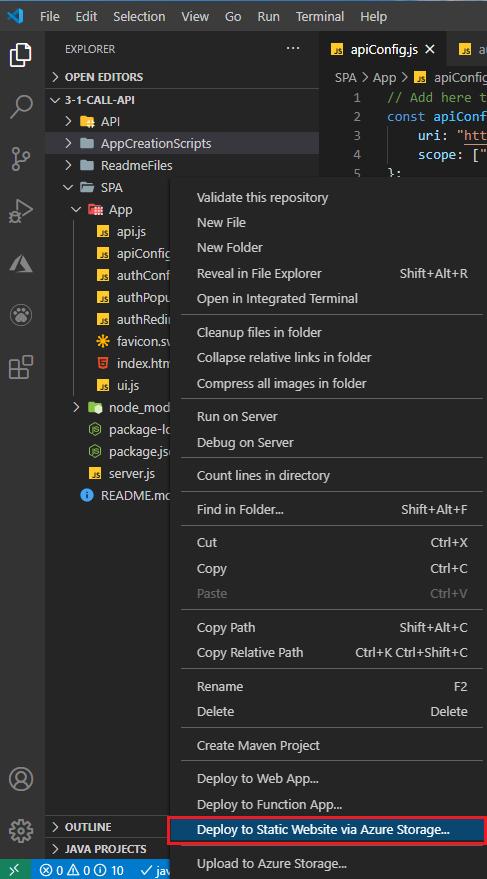 File Edit Selection View Go Run Terminal Help
EXPLORER ...
apiConfig.js
OPEN EDITORS
SPA > App > apiConfig
3-1-CALL-API
1 // Add here t
API
2 const apiConf
AppCreationScripts
3 uri: "htt
ReadmeFiles
4 scope: ["
SPA
5 };
App
api.js
apiConfig
authConf
authPopu
authRedir
favicon.sv
index.htm
ui.js
node_mod
package-lo
package.jso
server.js
README.md
Validate this repository
New File
New Folder
Reveal in File Explorer Shift+Alt+R
Open in Integrated Terminal
Cleanup files in folder
Collapse relative links in folder
Compress all images in folder
Run on Server
Debug on Server
Count lines in directory
Find in Folder... Shift+Alt+F
Cut Ctrl+X
Copy Ctrl+C
Paste Ctrl+V
Copy Path Shift+Alt+C
Copy Relative Path Ctrl+K Ctrl+Shift+C
Rename F2
Delete Delete
Create Maven Project
Deploy to Web App...
Deploy to Function App...
Deploy to Static Website via Azure Storage...
Upload to Azure Storage...
OUTLINE
JAVA PROJECTS
0 0 10 jav